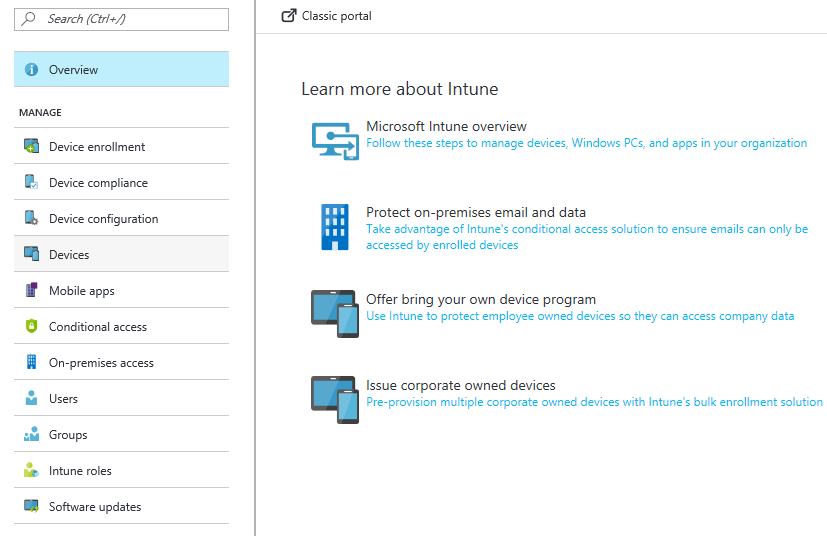 Search (Ctrl+/)
Overview
MANAGE
Device enrollment
Device compliance
Device configuration
Devices
Mobile apps
Conditional access
On-premises access
Users
Groups
Intune roles
Software updates
Classic portal
Learn more about Intune
Microsoft Intune overview
Follow these steps to manage devices, Windows PCs, and apps in your organization
Protect on-premises email and data
Take advantage of Intune's conditional access solution to ensure emails can only be
accessed by enrolled devices
Offer bring your own device program
Use Intune to protect employee owned devices so they can access company data
Issue corporate owned devices
Pre-provision multiple corporate owned devices with Intune's bulk enrollment solution